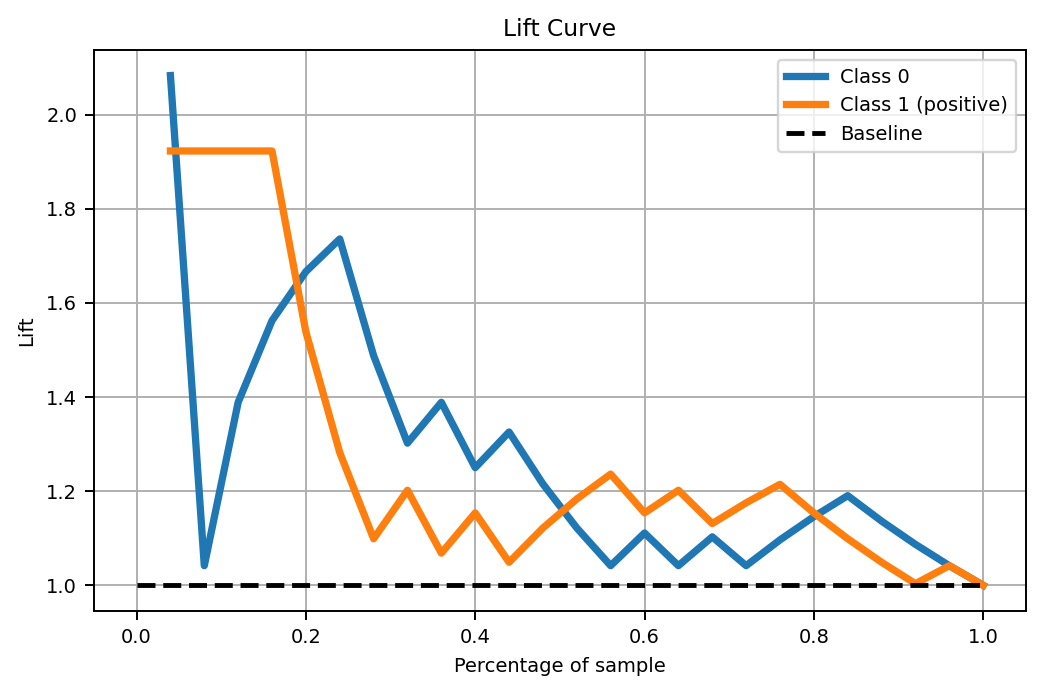 Lift Curve
Class 0
Class 1 (positive)
Baseline
2.0
1.8
1.6
1.4
1.2
1.0
Lift
0.0 0.2 0.4 0.6 0.8 1.0
Percentage of sample